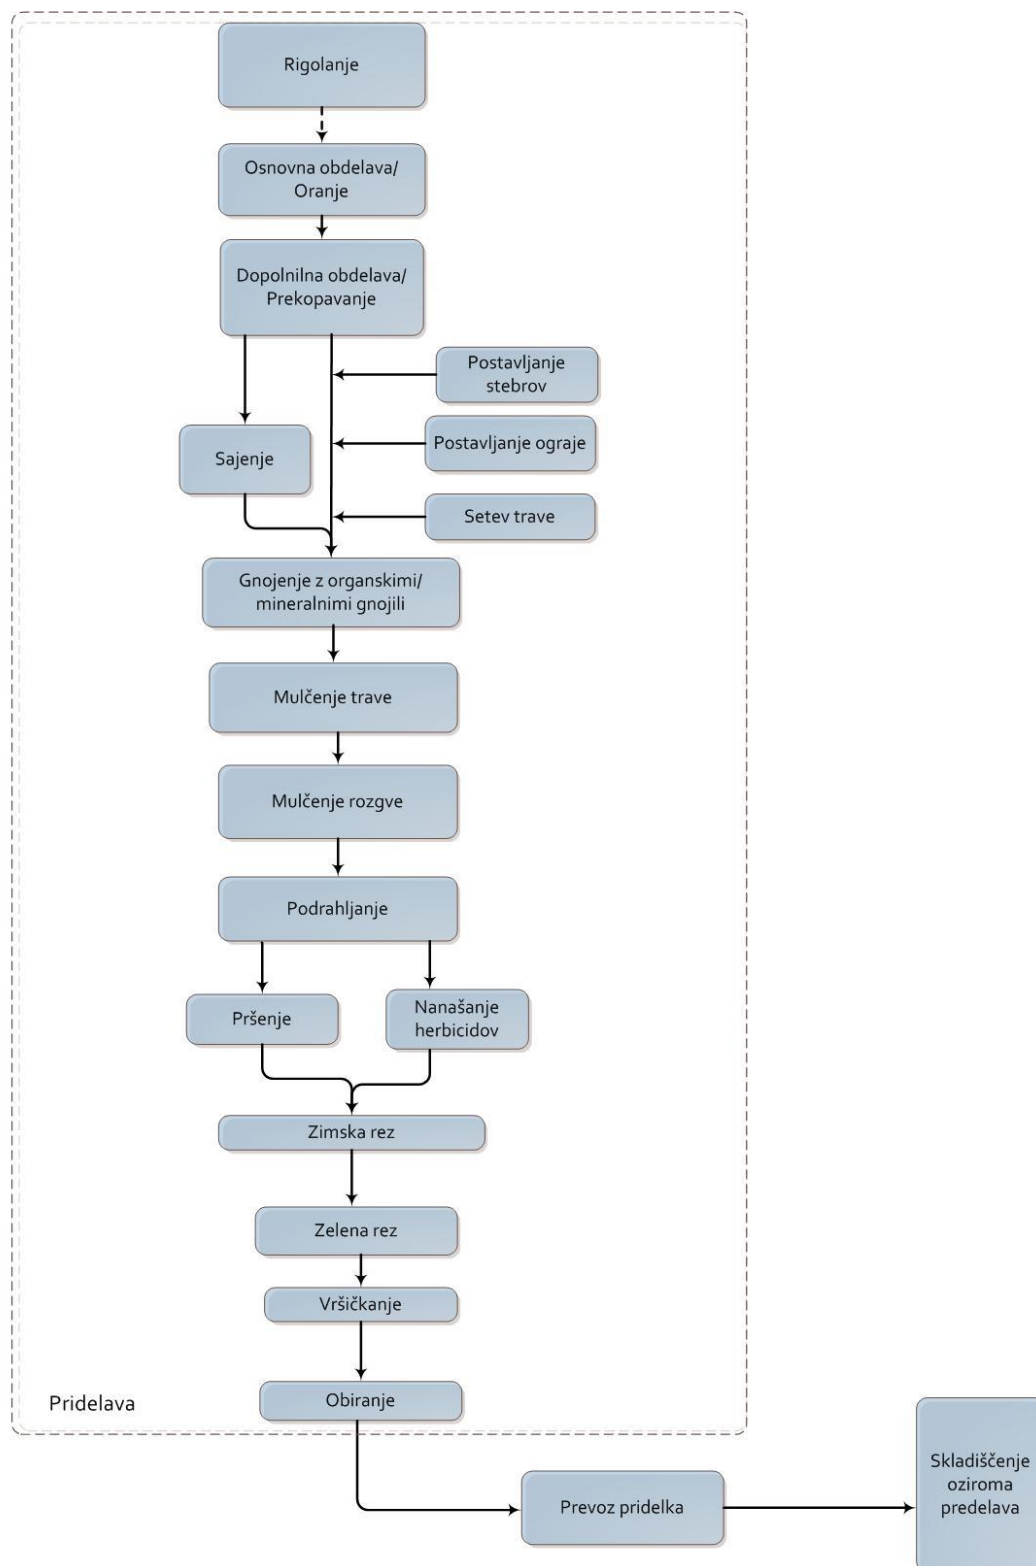 Rigolanje
Osnovna obdelava/
Oranje
Dopolnilna obdelava/
Prekopavanje
Postavljanje
stebrov
Postavljanje ograje
Sajenje
Setev trave
Gnojenje z organskimi/
mineralnimi gnojili
Mulčenje trave
Mulčenje rozgve
Podrahljanje
Pršenje
Nanašanje
herbicidov
Zimska rez
Zelena rez
Vršičkanje
Obiranje
Pridelava
Prevoz pridelka
Skladiščenje
oziroma
predelava